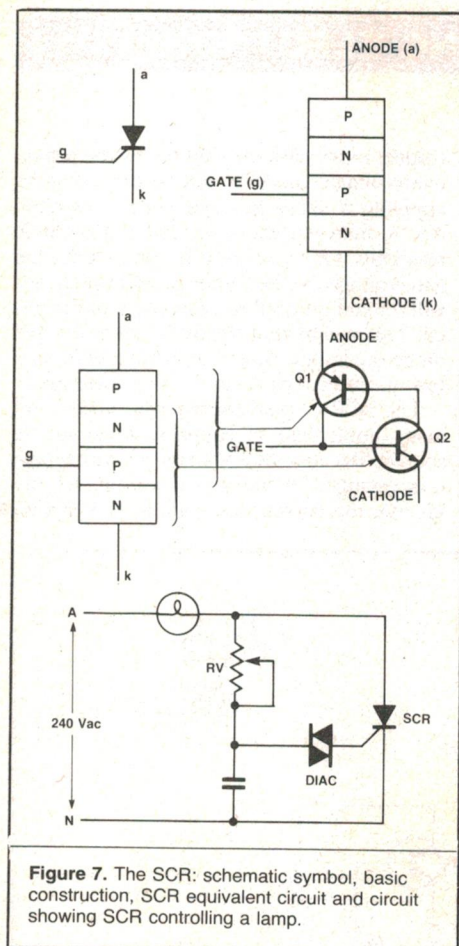 ANODE (a)
a
P
N
g
P
GATE (g)
N
k
CATHODE (k)
a
ANODE
Q1
P
N
Q2
GATE
g
P
N
CATHODE
k
A
RV
240 Vac
SCR
DIAC
N
Figure 7. The SCR: schematic symbol, basic
construction, SCR equivalent circuit and circuit
showing SCR controlling a lamp.